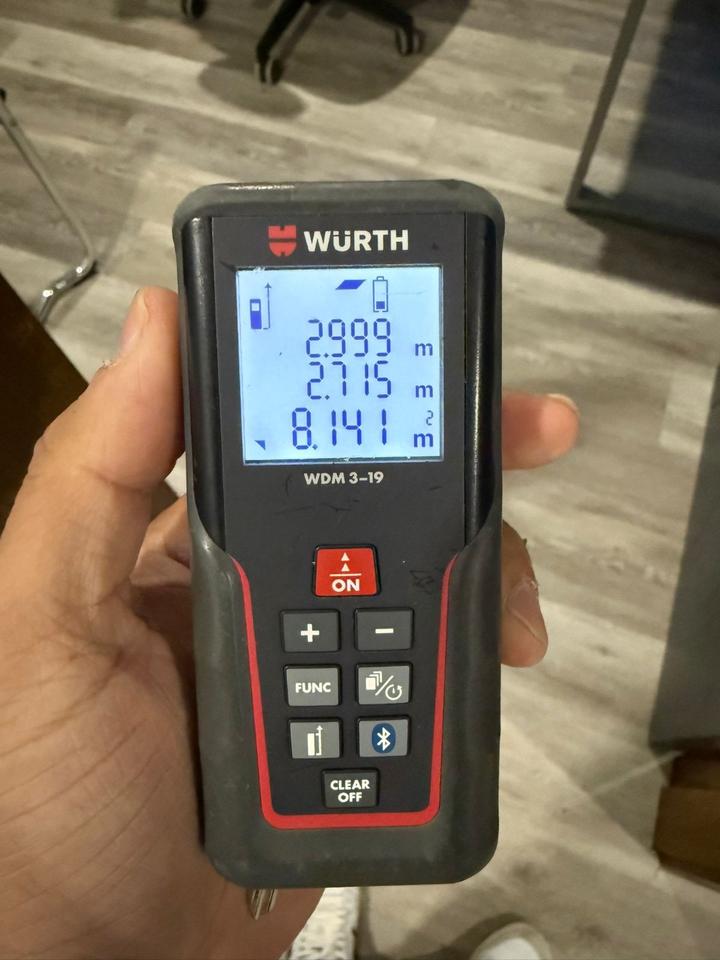 WÜRTH
2.999 m
2.715 m
8.141 m²
WDM 3-19
ON
+ -
FUNC
CLEAR
OFF